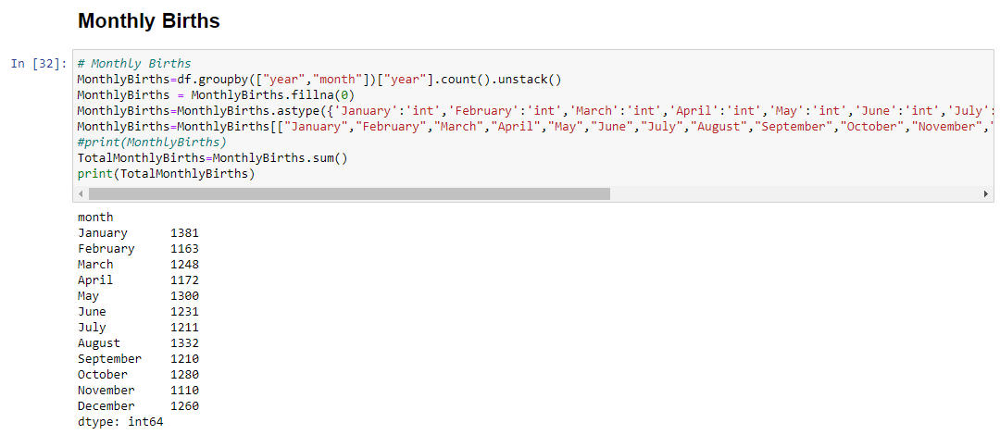 Monthly Births
In [32]:
# Monthly Births
MonthlyBirths=df.groupby(["year","month"])["year"].count().unstack()
MonthlyBirths = MonthlyBirths.fillna(0)
MonthlyBirths=MonthlyBirths.astype({'January':'int','February':'int','March':'int','April':'int','May':'int','June':'int','July':
MonthlyBirths=MonthlyBirths[["January","February","March","April","May","June","July","August","September","October","November","
#print(MonthlyBirths)
TotalMonthlyBirths=MonthlyBirths.sum()
print(TotalMonthlyBirths)
month
January 1381
February 1163
March 1248
April 1172
May 1300
June 1231
July 1211
August 1332
September 1210
October 1280
November 1110
December 1260
dtype: int64